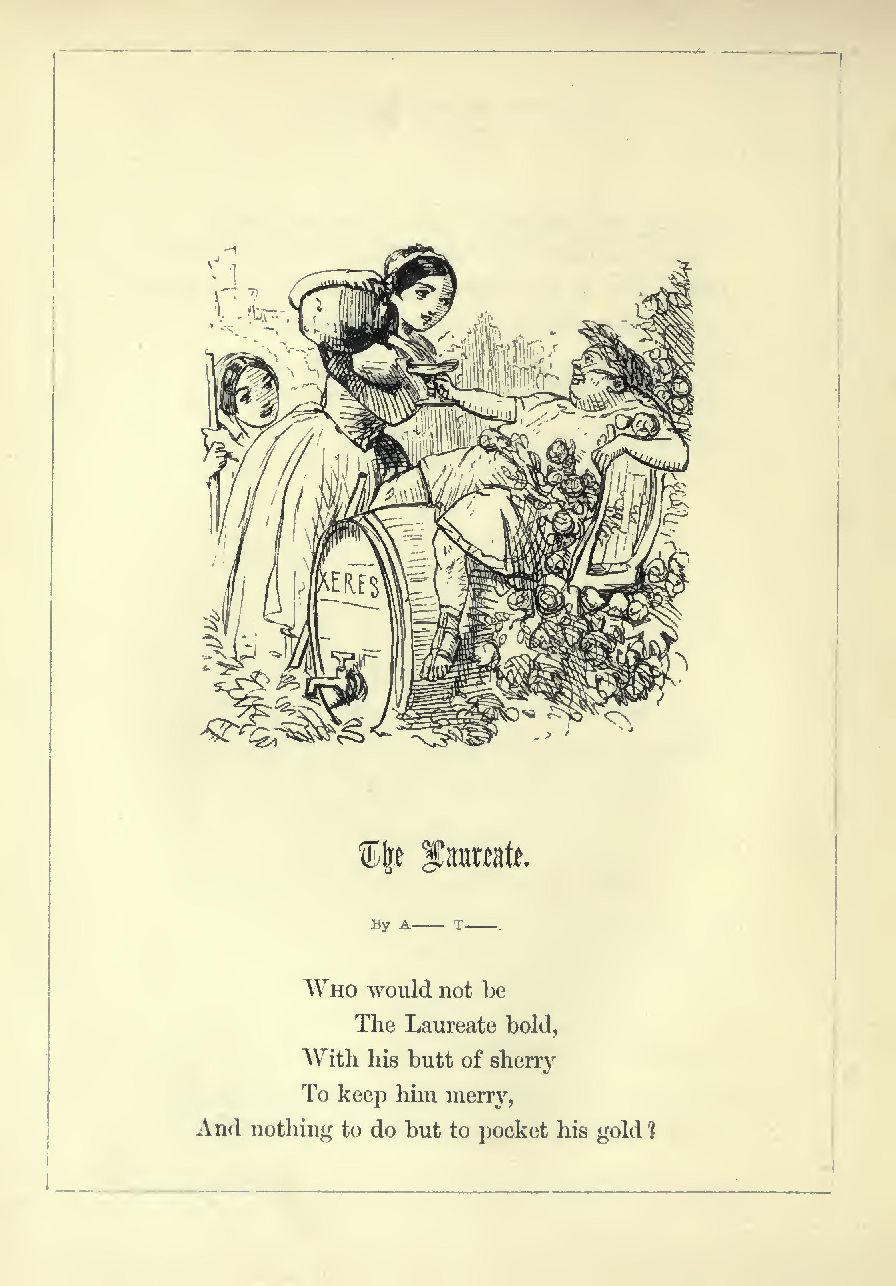 XERES
The Laureate.
By A—— T——.
Who would not be
The Laureate bold,
With his butt of sherry
To keep him merry,
And nothing to do but to pocket his gold?